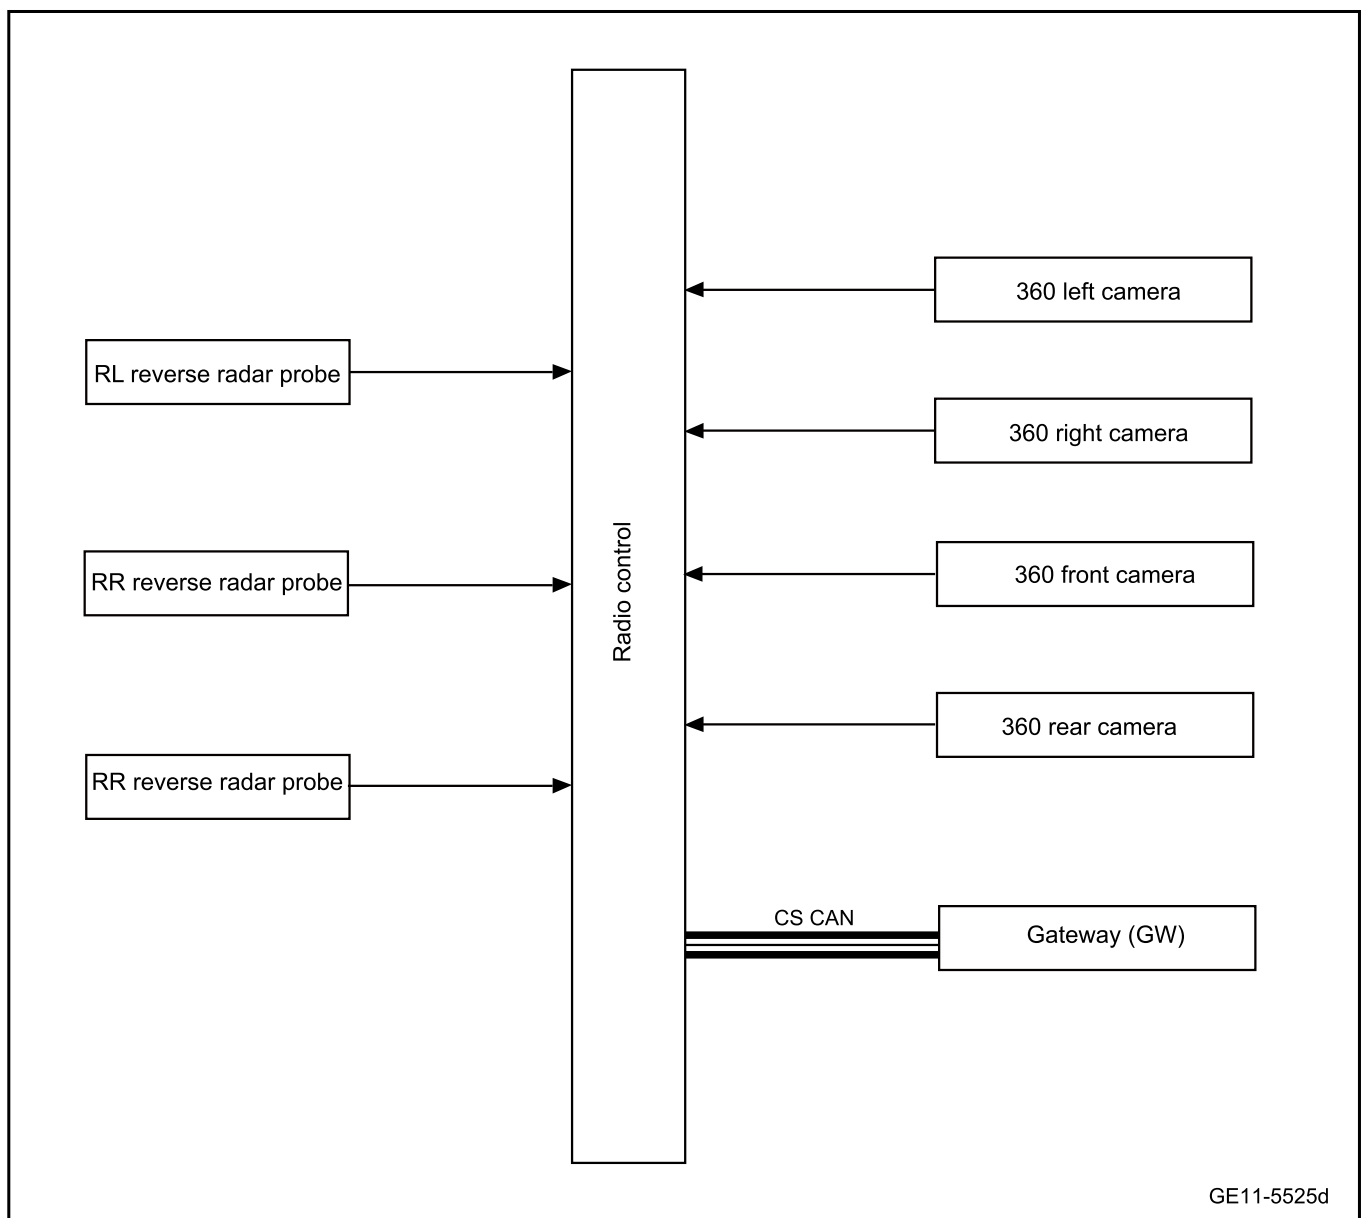 360 left camera
RL reverse radar probe
360 right camera
Radio control
360 front camera
RR reverse radar probe
360 rear camera
RR reverse radar probe
CS CAN
Gateway (GW)
GE11-5525d